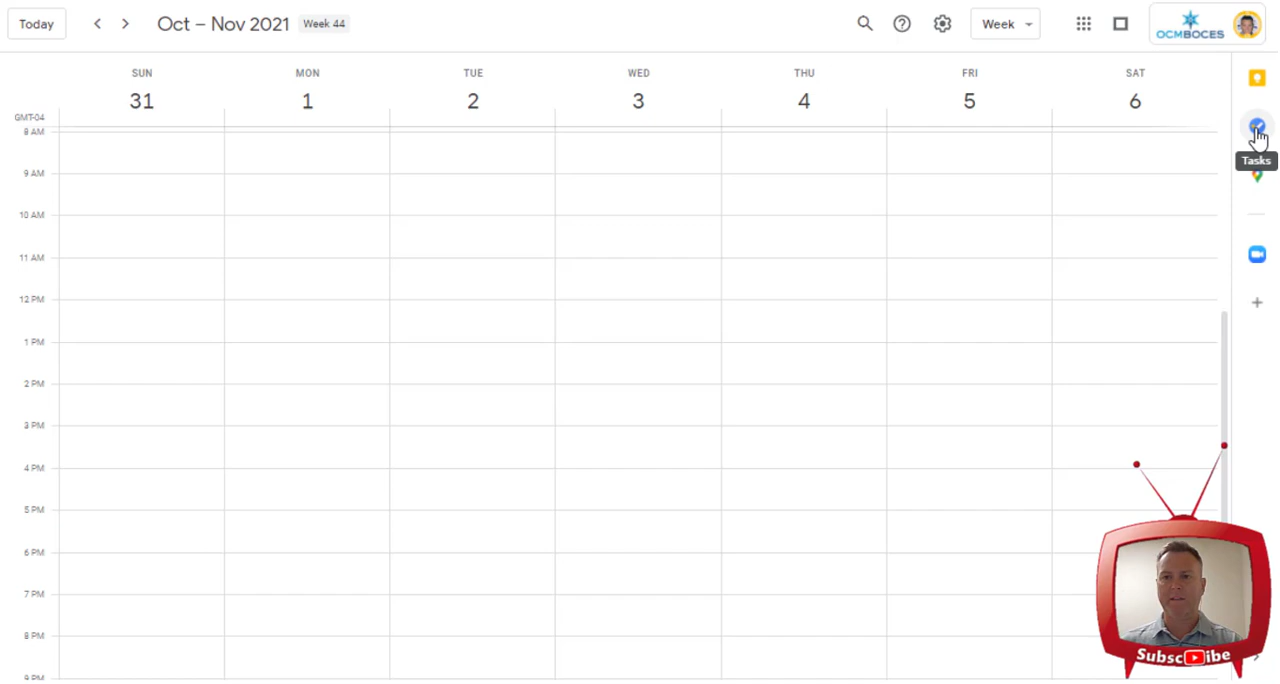 Today
Oct – Nov 2021
Week 44
Week
OCMBOCES
SUN MON TUE WED THU FRI SAT
31 1 2 3 4 5 6
GMT-04
8 AM
Tasks
9 AM
10 AM
11 AM
12 PM
1 PM
2 PM
3 PM
4 PM
5 PM
6 PM
7 PM
8 PM
Subscribe
9 PM